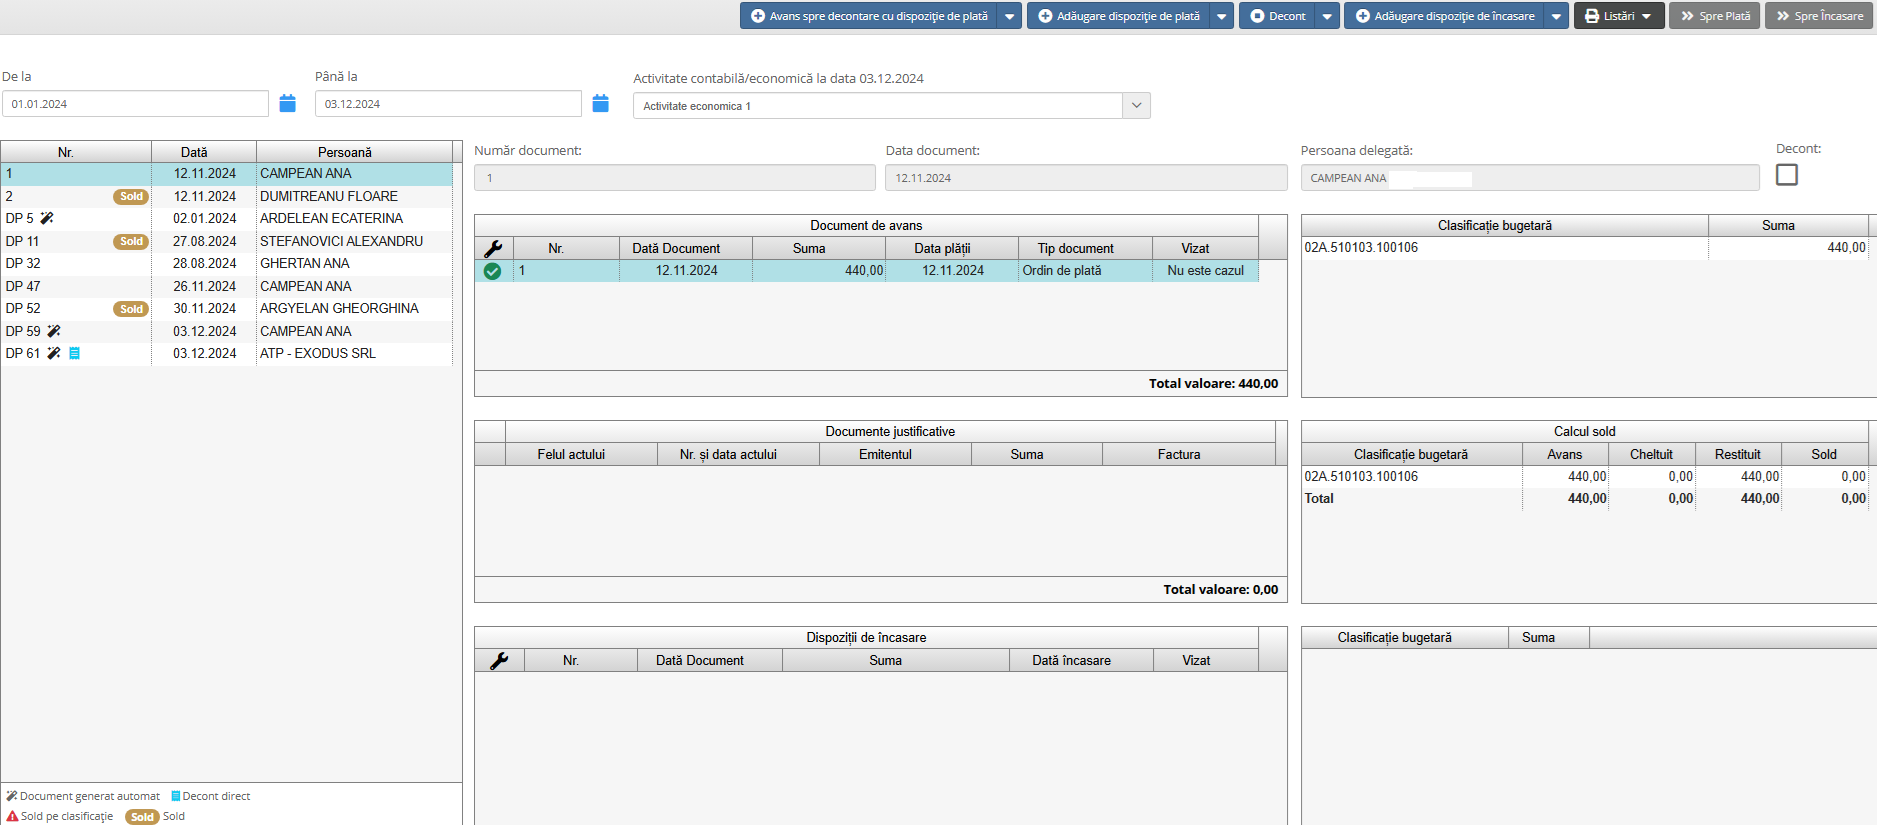 Avans spre decontare cu dispoziţie de plată
Adăugare dispoziţie de plată
Decont
Adăugare dispoziţie de încasare
Listări
Spre Plată
Spre Încasare
De la
Până la
Activitate contabilă/economică la data 03.12.2024
01.01.2024
03.12.2024
Activitate economica 1
Nr. Dată Persoană
1 12.11.2024 CAMPEAN ANA
2 Sold 12.11.2024 DUMITREANU FLOARE
DP 5 02.01.2024 ARDELEAN ECATERINA
DP 11 Sold 27.08.2024 STEFANOVICI ALEXANDRU
DP 32 28.08.2024 GHERTAN ANA
DP 47 26.11.2024 CAMPEAN ANA
DP 52 Sold 30.11.2024 ARGYELAN GHEORGHINA
DP 59 03.12.2024 CAMPEAN ANA
DP 61 03.12.2024 ATP - EXODUS SRL
Document generat automat Decont direct
Sold pe clasificaţie Sold Sold
Număr document: Data document: Persoana delegată: Decont:
1 12.11.2024 CAMPEAN ANA
Document de avans
Nr. Dată Document Suma Data plății Tip document Vizat
1 12.11.2024 440,00 12.11.2024 Ordin de plată Nu este cazul
Total valoare: 440,00
Clasificație bugetară Suma
02A.510103.100106 440,00
Documente justificative
Felul actului Nr. și data actului Emitentul Suma Factura
Total valoare: 0,00
Calcul sold
Clasificație bugetară Avans Cheltuit Restituit Sold
02A.510103.100106 440,00 0,00 440,00 0,00
Total 440,00 0,00 440,00 0,00
Dispoziții de încasare
Nr. Dată Document Suma Dată încasare Vizat
Clasificație bugetară Suma